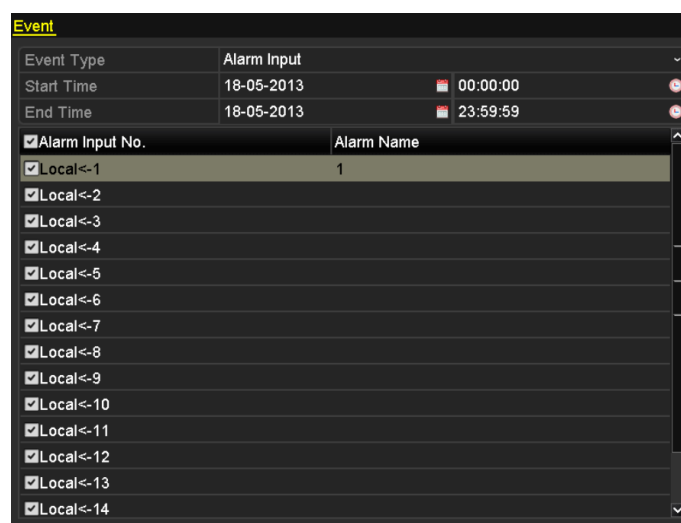 Event
Event Type Alarm Input
Start Time 18-05-2013 00:00:00
End Time 18-05-2013 23:59:59
Alarm Input No. Alarm Name
Local<-1 1
Local<-2
Local<-3
Local<-4
Local<-5
Local<-6
Local<-7
Local<-8
Local<-9
Local<-10
Local<-11
Local<-12
Local<-13
Local<-14